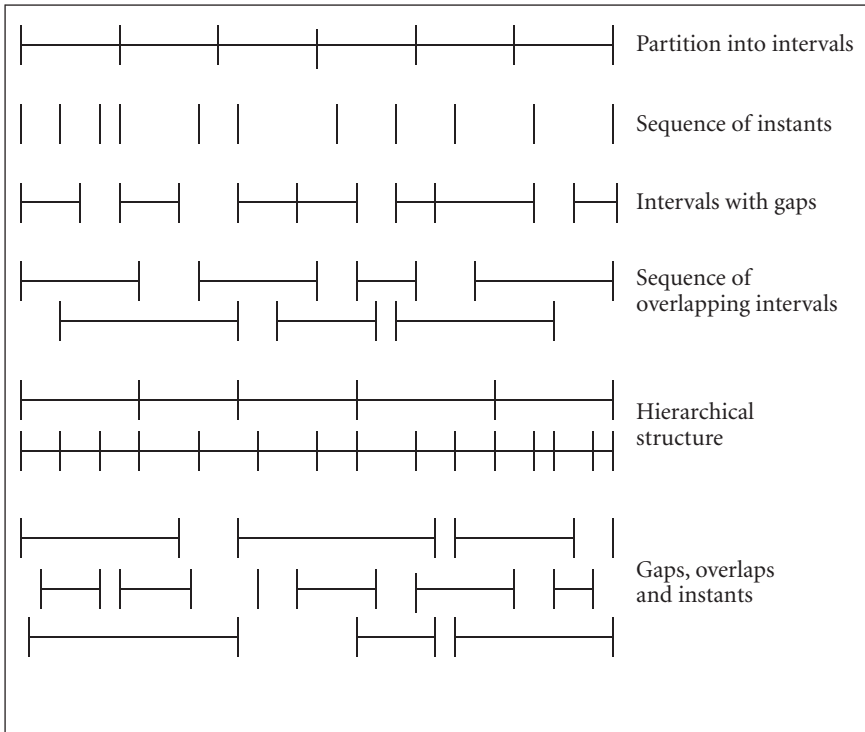 Partition into intervals
Sequence of instants
Intervals with gaps
Sequence of
overlapping intervals
Hierarchical
structure
Gaps, overlaps
and instants